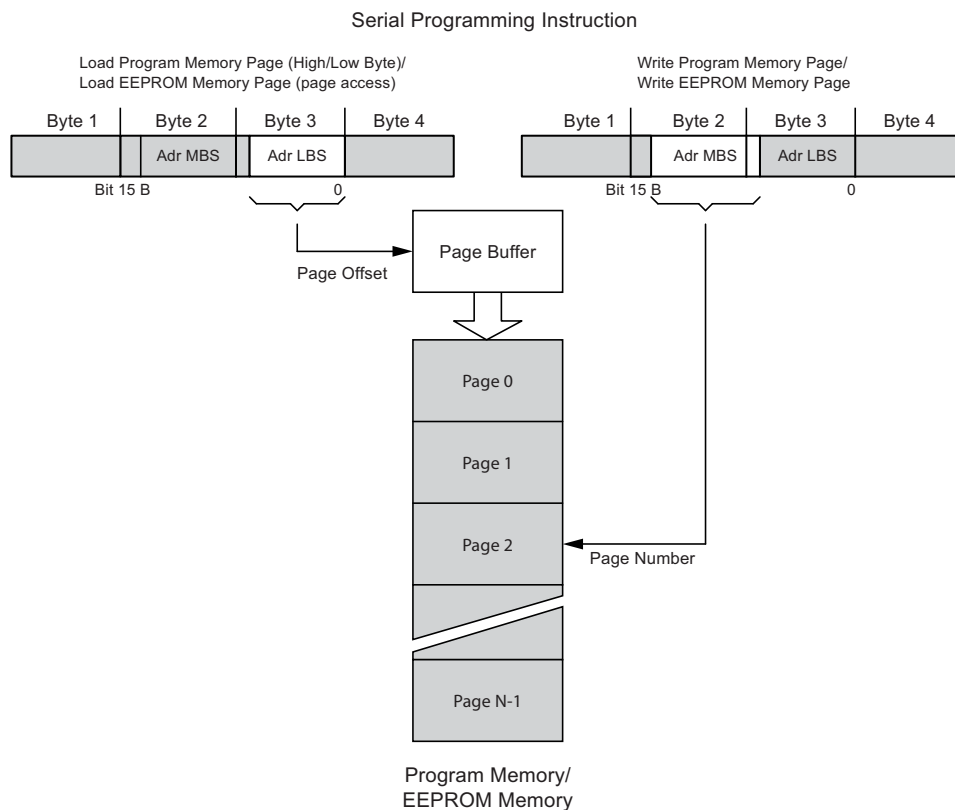 Serial Programming Instruction
Load Program Memory Page (High/Low Byte)/
Load EEPROM Memory Page (page access)
Byte 1
Byte 2
Byte 3
Byte 4
Adr MBS
Adr LBS
Bit 15 B
0
Write Program Memory Page/
Write EEPROM Memory Page
Byte 1
Byte 2
Byte 3
Byte 4
Adr MBS
Adr LBS
Bit 15 B
0
Page Offset
Page Buffer
Page 0
Page 1
Page 2
Page Number
Page N-1
Program Memory/
EEPROM Memory